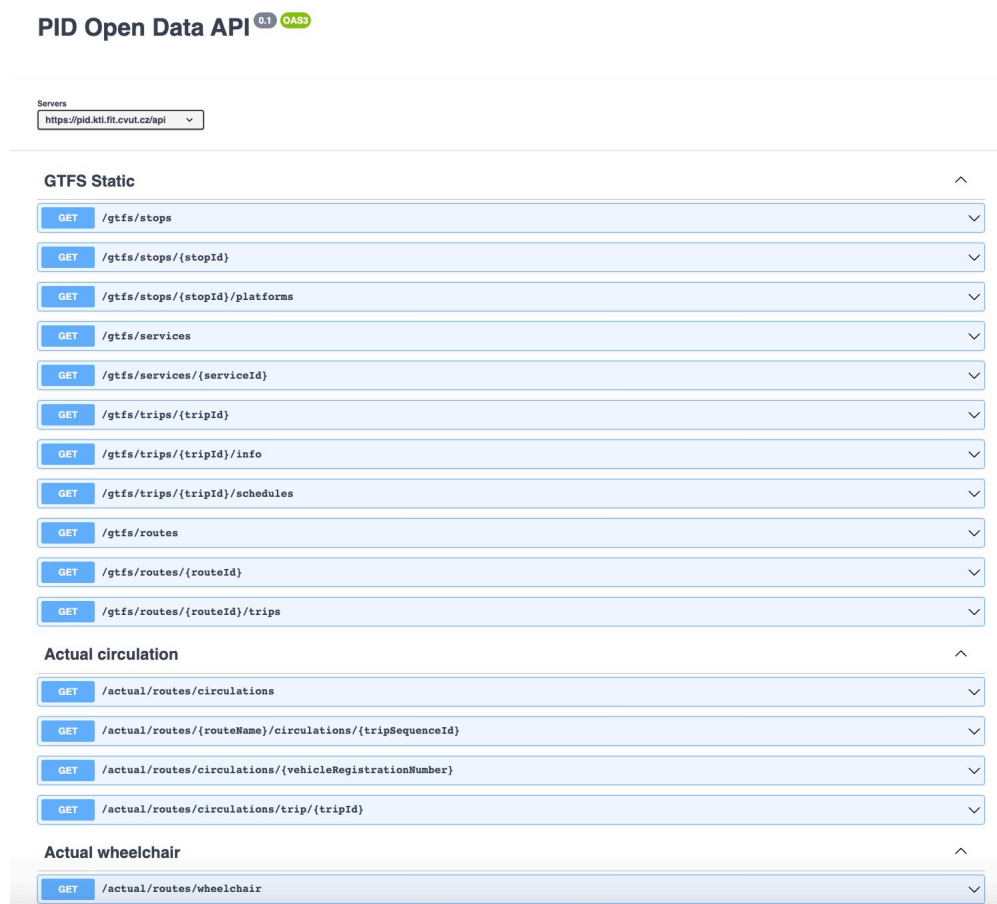 PID Open Data API 0.1 OAS3
Servers
https://pid.kti.fit.cvut.cz/api
GTFS Static
GET /gtfs/stops
GET /gtfs/stops/{stopId}
GET /gtfs/stops/{stopId}/platforms
GET /gtfs/services
GET /gtfs/services/{serviceId}
GET /gtfs/trips/{tripId}
GET /gtfs/trips/{tripId}/info
GET /gtfs/trips/{tripId}/schedules
GET /gtfs/routes
GET /gtfs/routes/{routeId}
GET /gtfs/routes/{routeId}/trips
Actual circulation
GET /actual/routes/circulations
GET /actual/routes/{routeName}/circulations/{tripSequenceId}
GET /actual/routes/circulations/{vehicleRegistrationNumber}
GET /actual/routes/circulations/trip/{tripId}
Actual wheelchair
GET /actual/routes/wheelchair